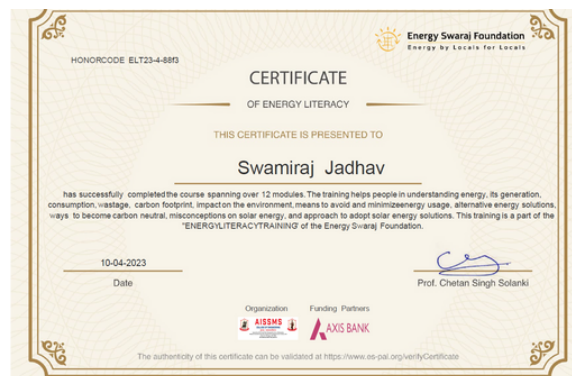 Energy Swaraj Foundation
Energy by Locals for Locals
HONORCODE ELT23-4-88f3
CERTIFICATE
OF ENERGY LITERACY
THIS CERTIFICATE IS PRESENTED TO
Swamiraj Jadhav
has successfully completed the course spanning over 12 modules. The training helps people in understanding energy, its generation,
consumption, wastage, carbon footprint, impact on the environment, means to avoid and minimizeenergy usage, alternative energy solutions,
ways to become carbon neutral, misconceptions on solar energy, and approach to adopt solar energy solutions. This training is a part of the
"ENERGYLITERACYTRAINING' of the Energy Swaraj Foundation.
10-04-2023
Date
Prof. Chetan Singh Solanki
Organization
Funding Partners
AISSMS
AXIS BANK
The authenticity of this certificate can be validated at https://www.es-pal.org/verifyCertificate